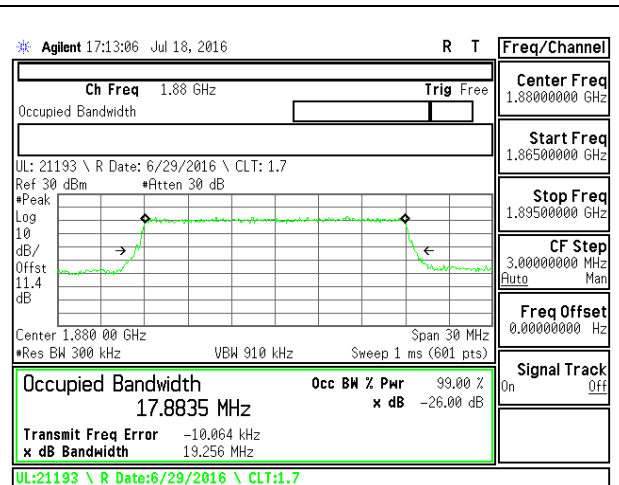 Agilent 17:13:06 Jul 18, 2016 R T Freq/Channel
Ch Freq 1.88 GHz Trig Free
Occupied Bandwidth
Center Freq
1.88000000 GHz
Start Freq
1.86500000 GHz
UL: 21193 \ R Date: 6/29/2016 \ CLT: 1.7
Ref 30 dBm #Atten 30 dB
#Peak
Log
10
dB/
Offst
11.4
dB
Stop Freq
1.89500000 GHz
CF Step
3.00000000 MHz
Auto Man
Freq Offset
0.00000000 Hz
Center 1.880 00 GHz Span 30 MHz
#Res BW 300 kHz VBW 910 kHz Sweep 1 ms (601 pts)
Signal Track
On Off
Occupied Bandwidth Occ BW % Pwr 99.00 %
17.8835 MHz x dB -26.00 dB
Transmit Freq Error -10.064 kHz
x dB Bandwidth 19.256 MHz
UL:21193 \ R Date:6/29/2016 \ CLT:1.7